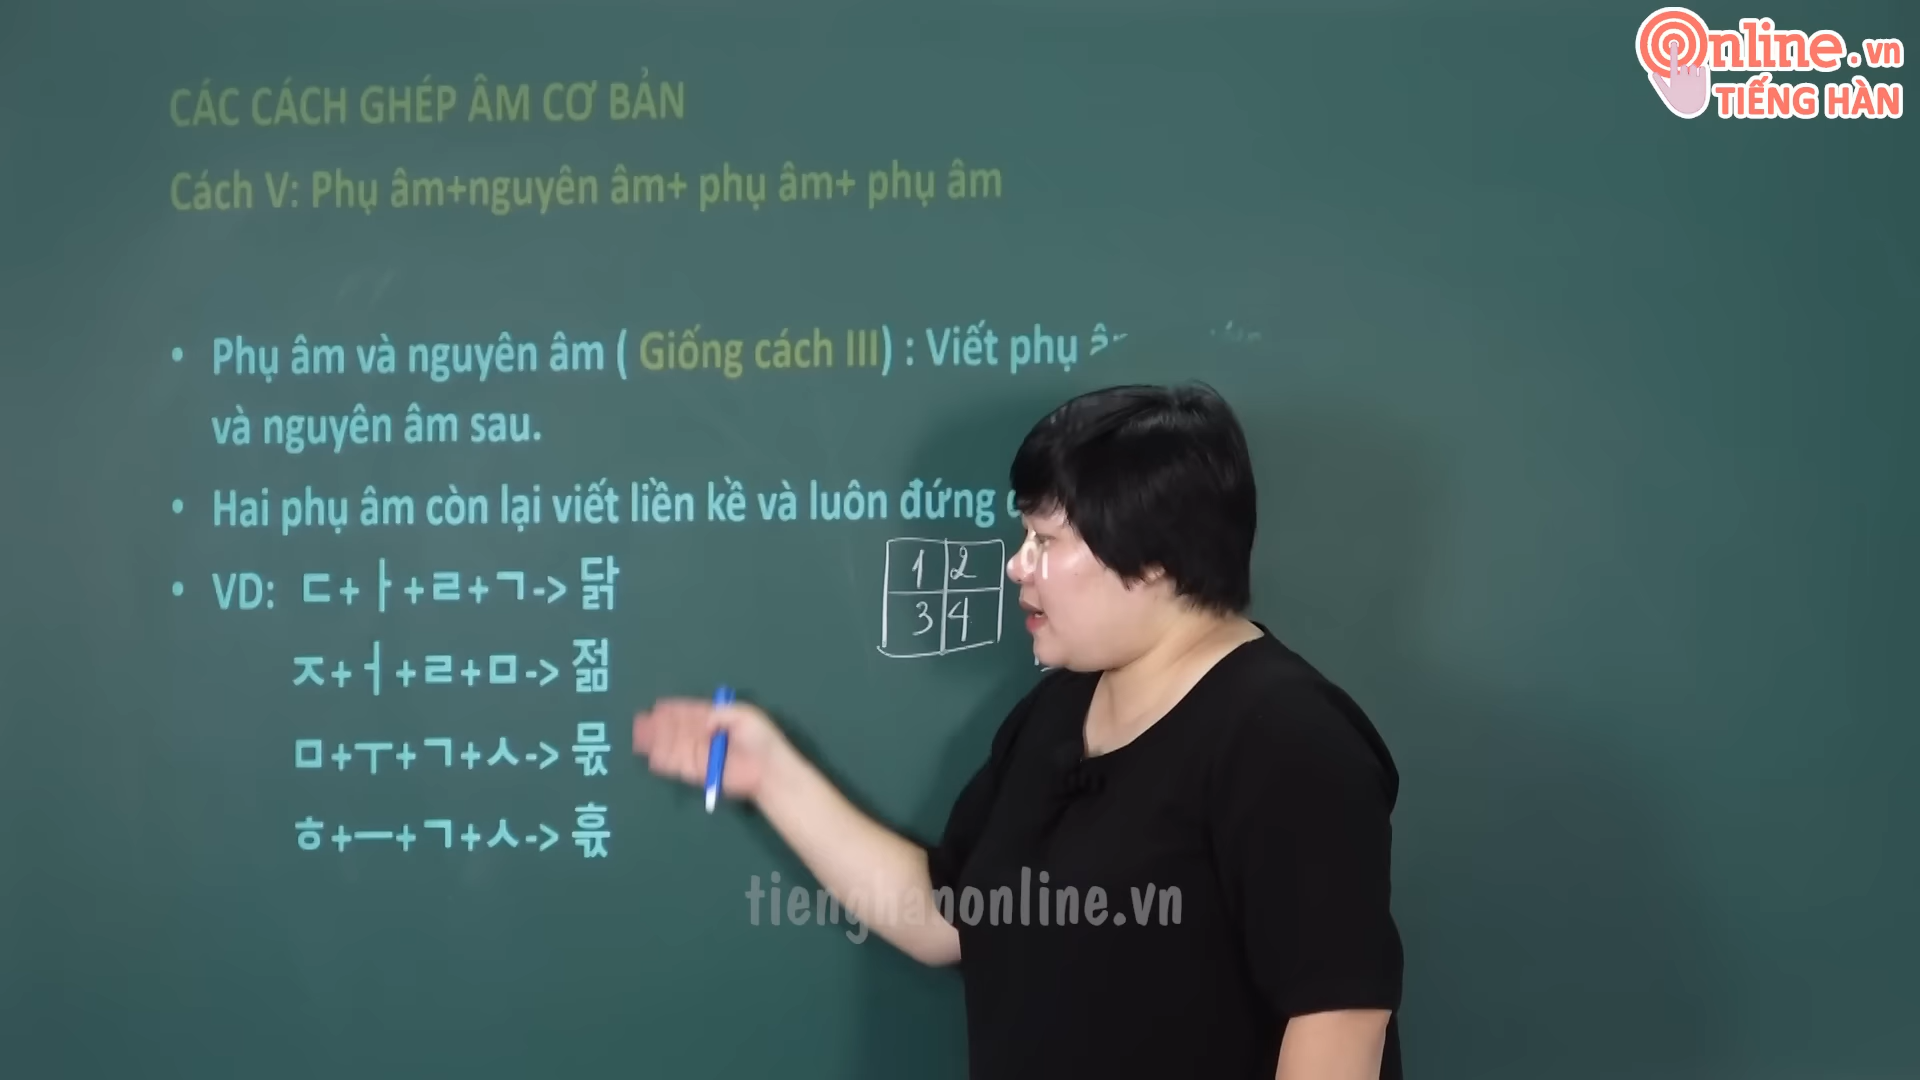 Online.vn
TIẾNG HÀN
CÁC CÁCH GHÉP ÂM CƠ BẢN
Cách V: Phụ âm+nguyên âm+ phụ âm+ phụ âm
• Phụ âm và nguyên âm ( Giống cách III) : Viết phụ
và nguyên âm sau.
• Hai phụ âm còn lại viết liền kề và luôn đứng
• VD: ㄷ+ㅏ+ㄹ+ㄱ-> 닭
ㅈ+ㅓ+ㄹ+ㅁ-> 젊
ㅁ+ㅜ+ㄱ+ㅅ-> 묷
ㅎ+ㅡ+ㄱ+ㅅ-> 흓
1 2
3 4
tienghanonline.vn